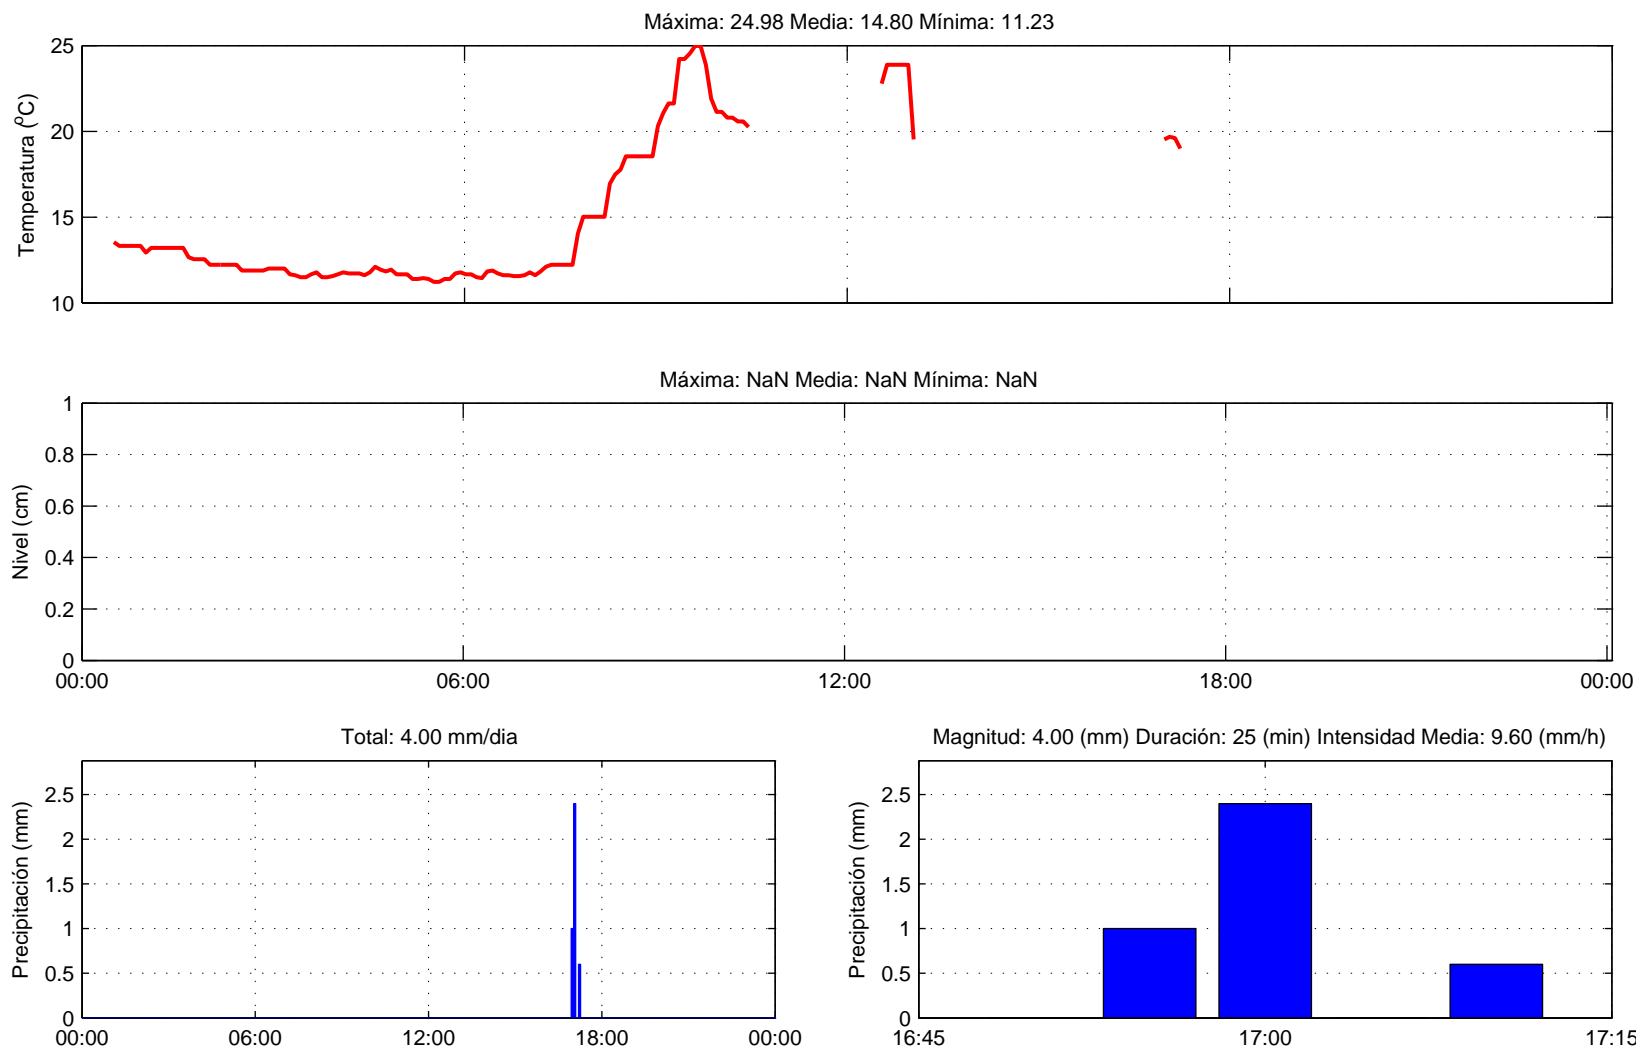 Máxima: 24.98 Media: 14.80 Mínima: 11.23
Temperatura (ºC)
25
20
15
10
Máxima: NaN Media: NaN Mínima: NaN
Nivel (cm)
1
0.8
0.6
0.4
0.2
0
00:00 06:00 12:00 18:00 00:00
Total: 4.00 mm/dia
Precipitación (mm)
2.5
2
1.5
1
0.5
0
00:00 06:00 12:00 18:00 00:00
Magnitud: 4.00 (mm) Duración: 25 (min) Intensidad Media: 9.60 (mm/h)
Precipitación (mm)
2.5
2
1.5
1
0.5
0
16:45 17:00 17:15